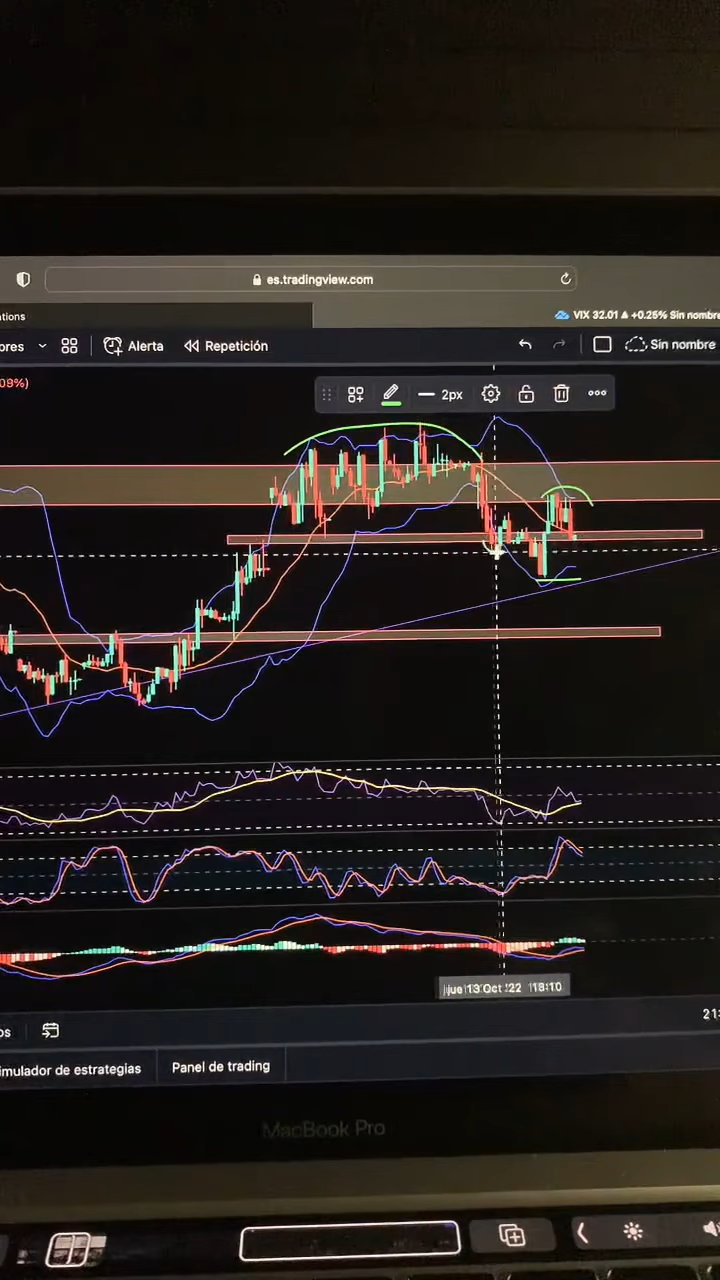 es.tradingview.com
ations
VIX 32.01 ▲ +0.25% Sin nombre
ores
Alerta
Repetición
Sin nombre
09%)
2px
jue 13 Oct '22 18:10
os
21:
imulador de estrategias
Panel de trading
MacBook Pro